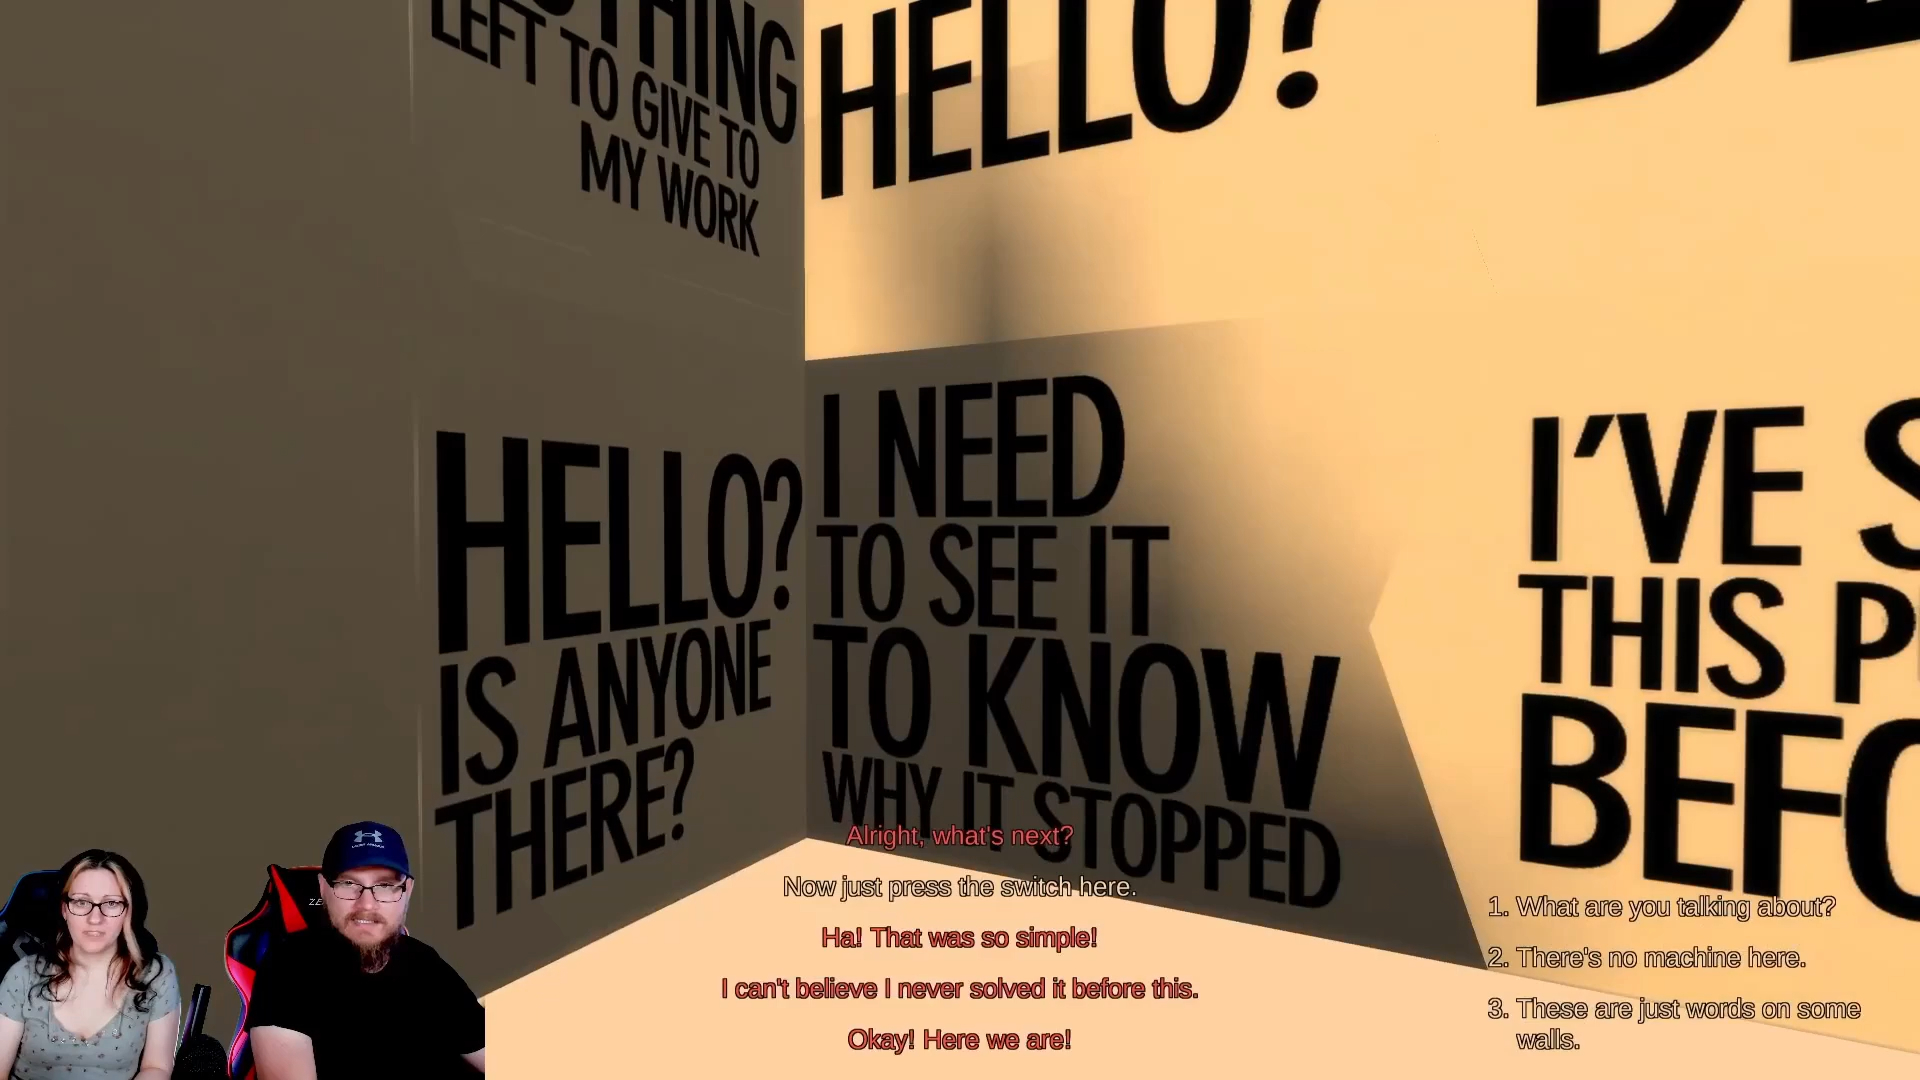 LEFT TO GIVE TO
MY WORK
HELLO?
HELLO?
IS ANYONE
THERE?
I NEED
TO SEE IT
TO KNOW
WHY IT STOPPED
I'VE
THIS
Alright, what's next?
Now just press the switch here.
Ha! That was so simple!
I can't believe I never solved it before this.
Okay! Here we are!
1. What are you talking about?
2. There's no machine here.
3. These are just words on some
walls.